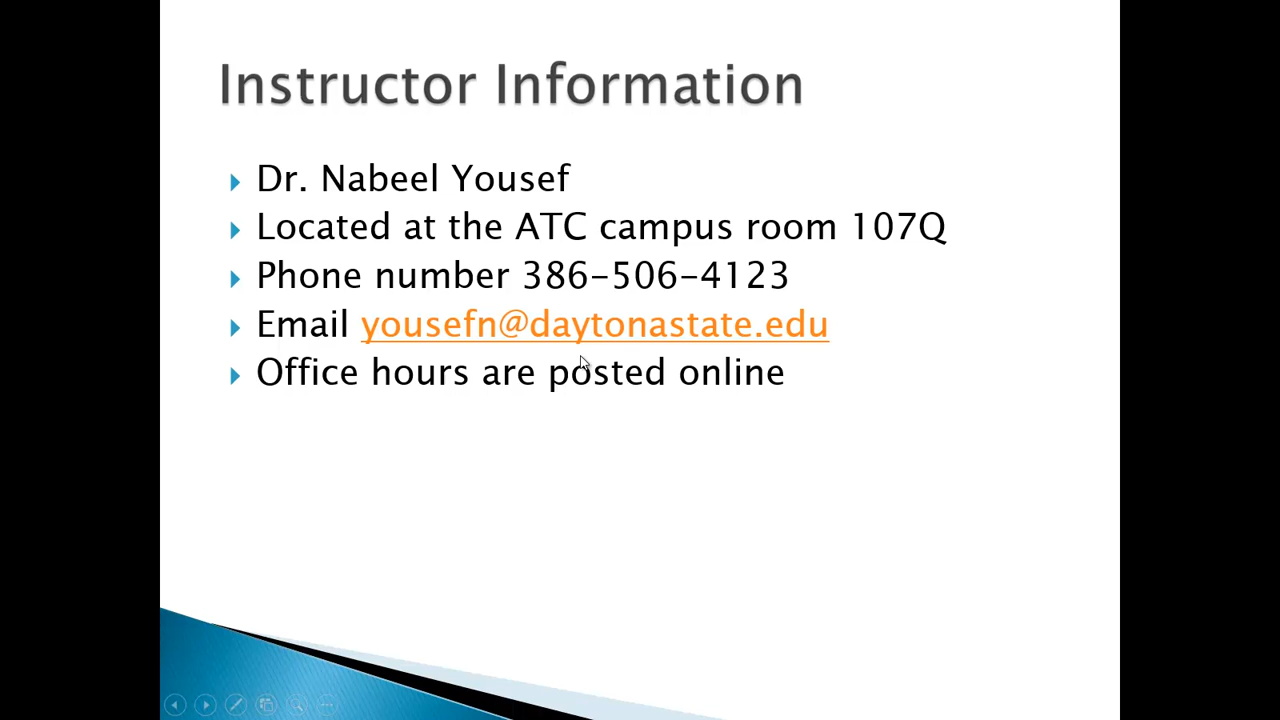 Instructor Information
Dr. Nabeel Yousef
Located at the ATC campus room 107Q
Phone number 386-506-4123
Email yousefn@daytonastate.edu
Office hours are posted online